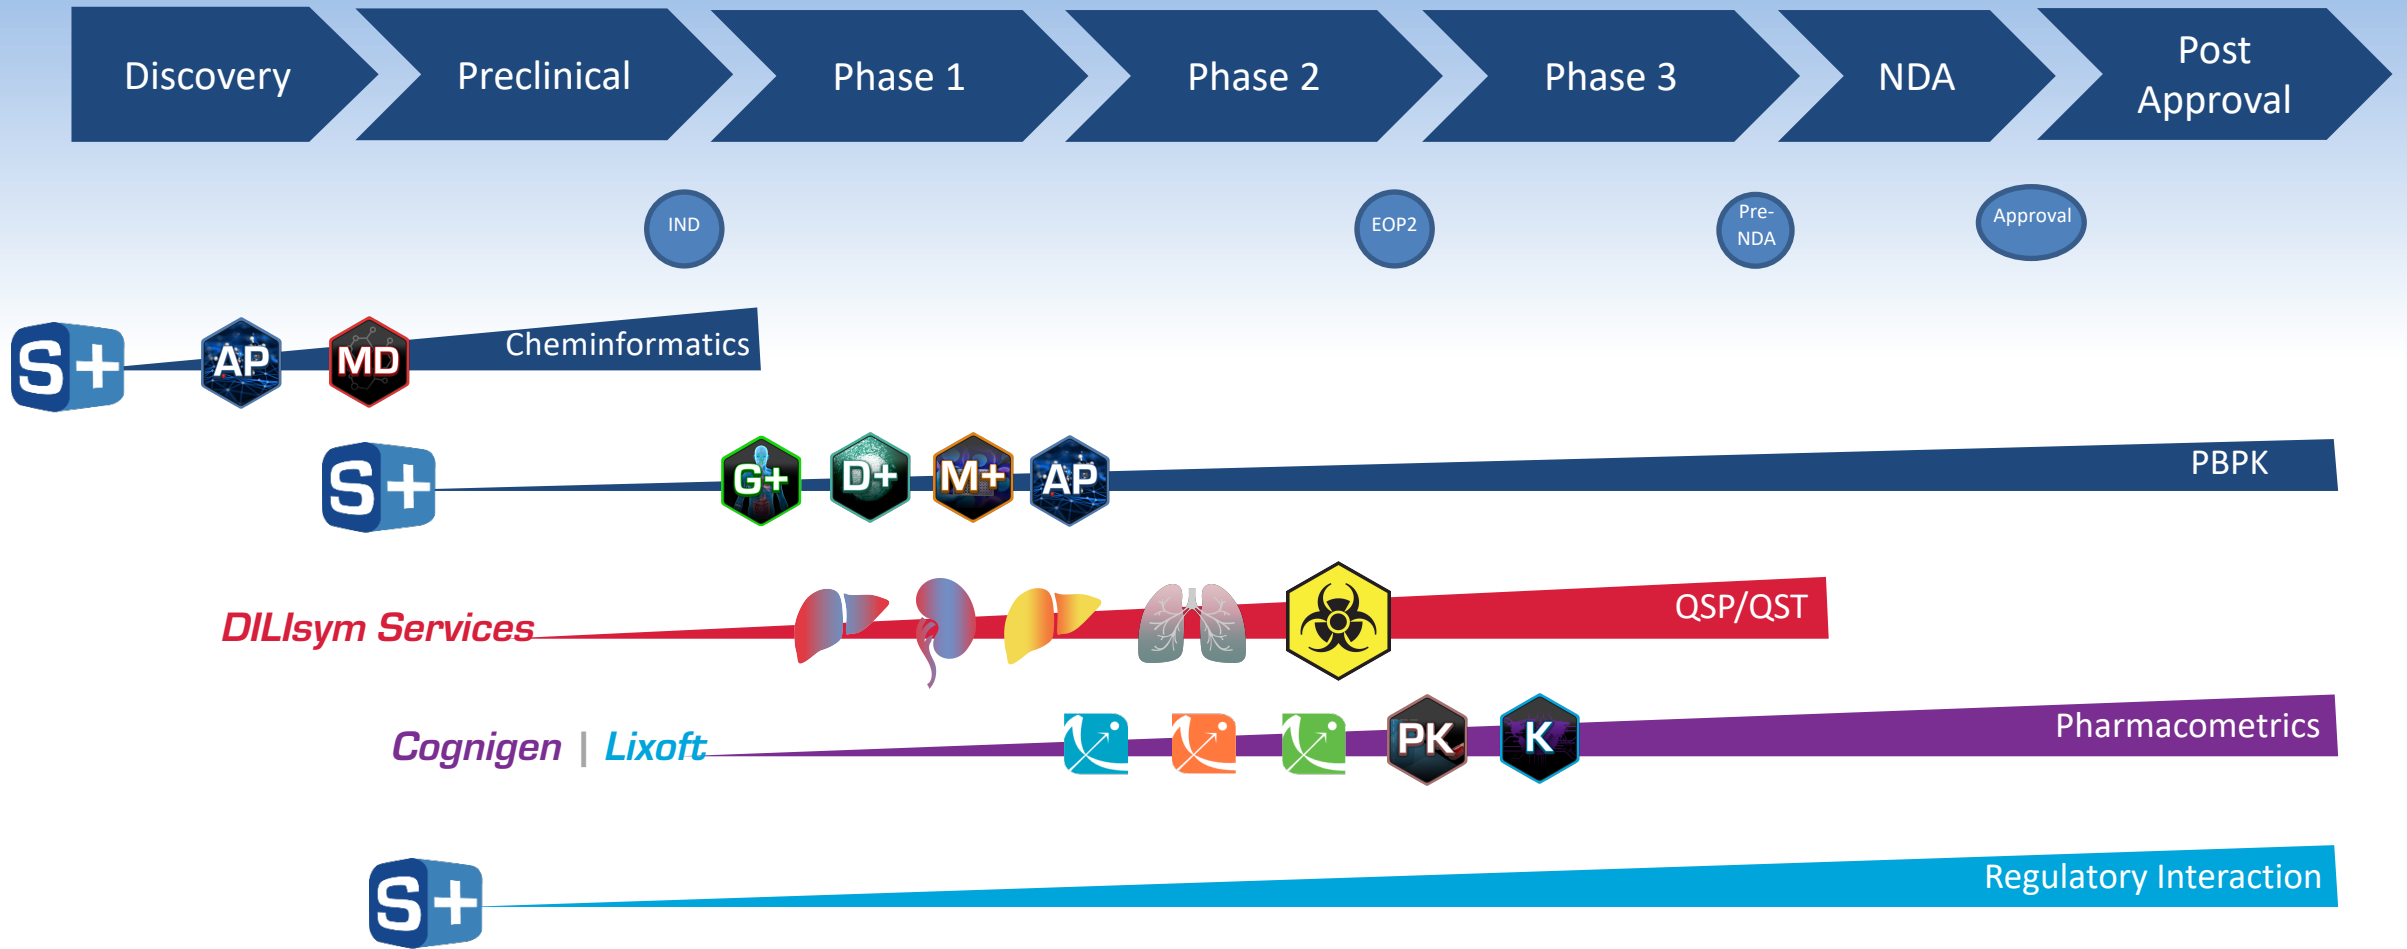 Discovery
Preclinical
Phase 1
Phase 2
Phase 3
NDA
Post
Approval
IND
EOP2
Pre-
NDA
Approval
S+
AP
MD
Cheminformatics
S+
G+
D+
M+
AP
PBPK
DILIsym Services
QSP/QST
Cognigen | Lixoft
PK
K
Pharmacometrics
S+
Regulatory Interaction